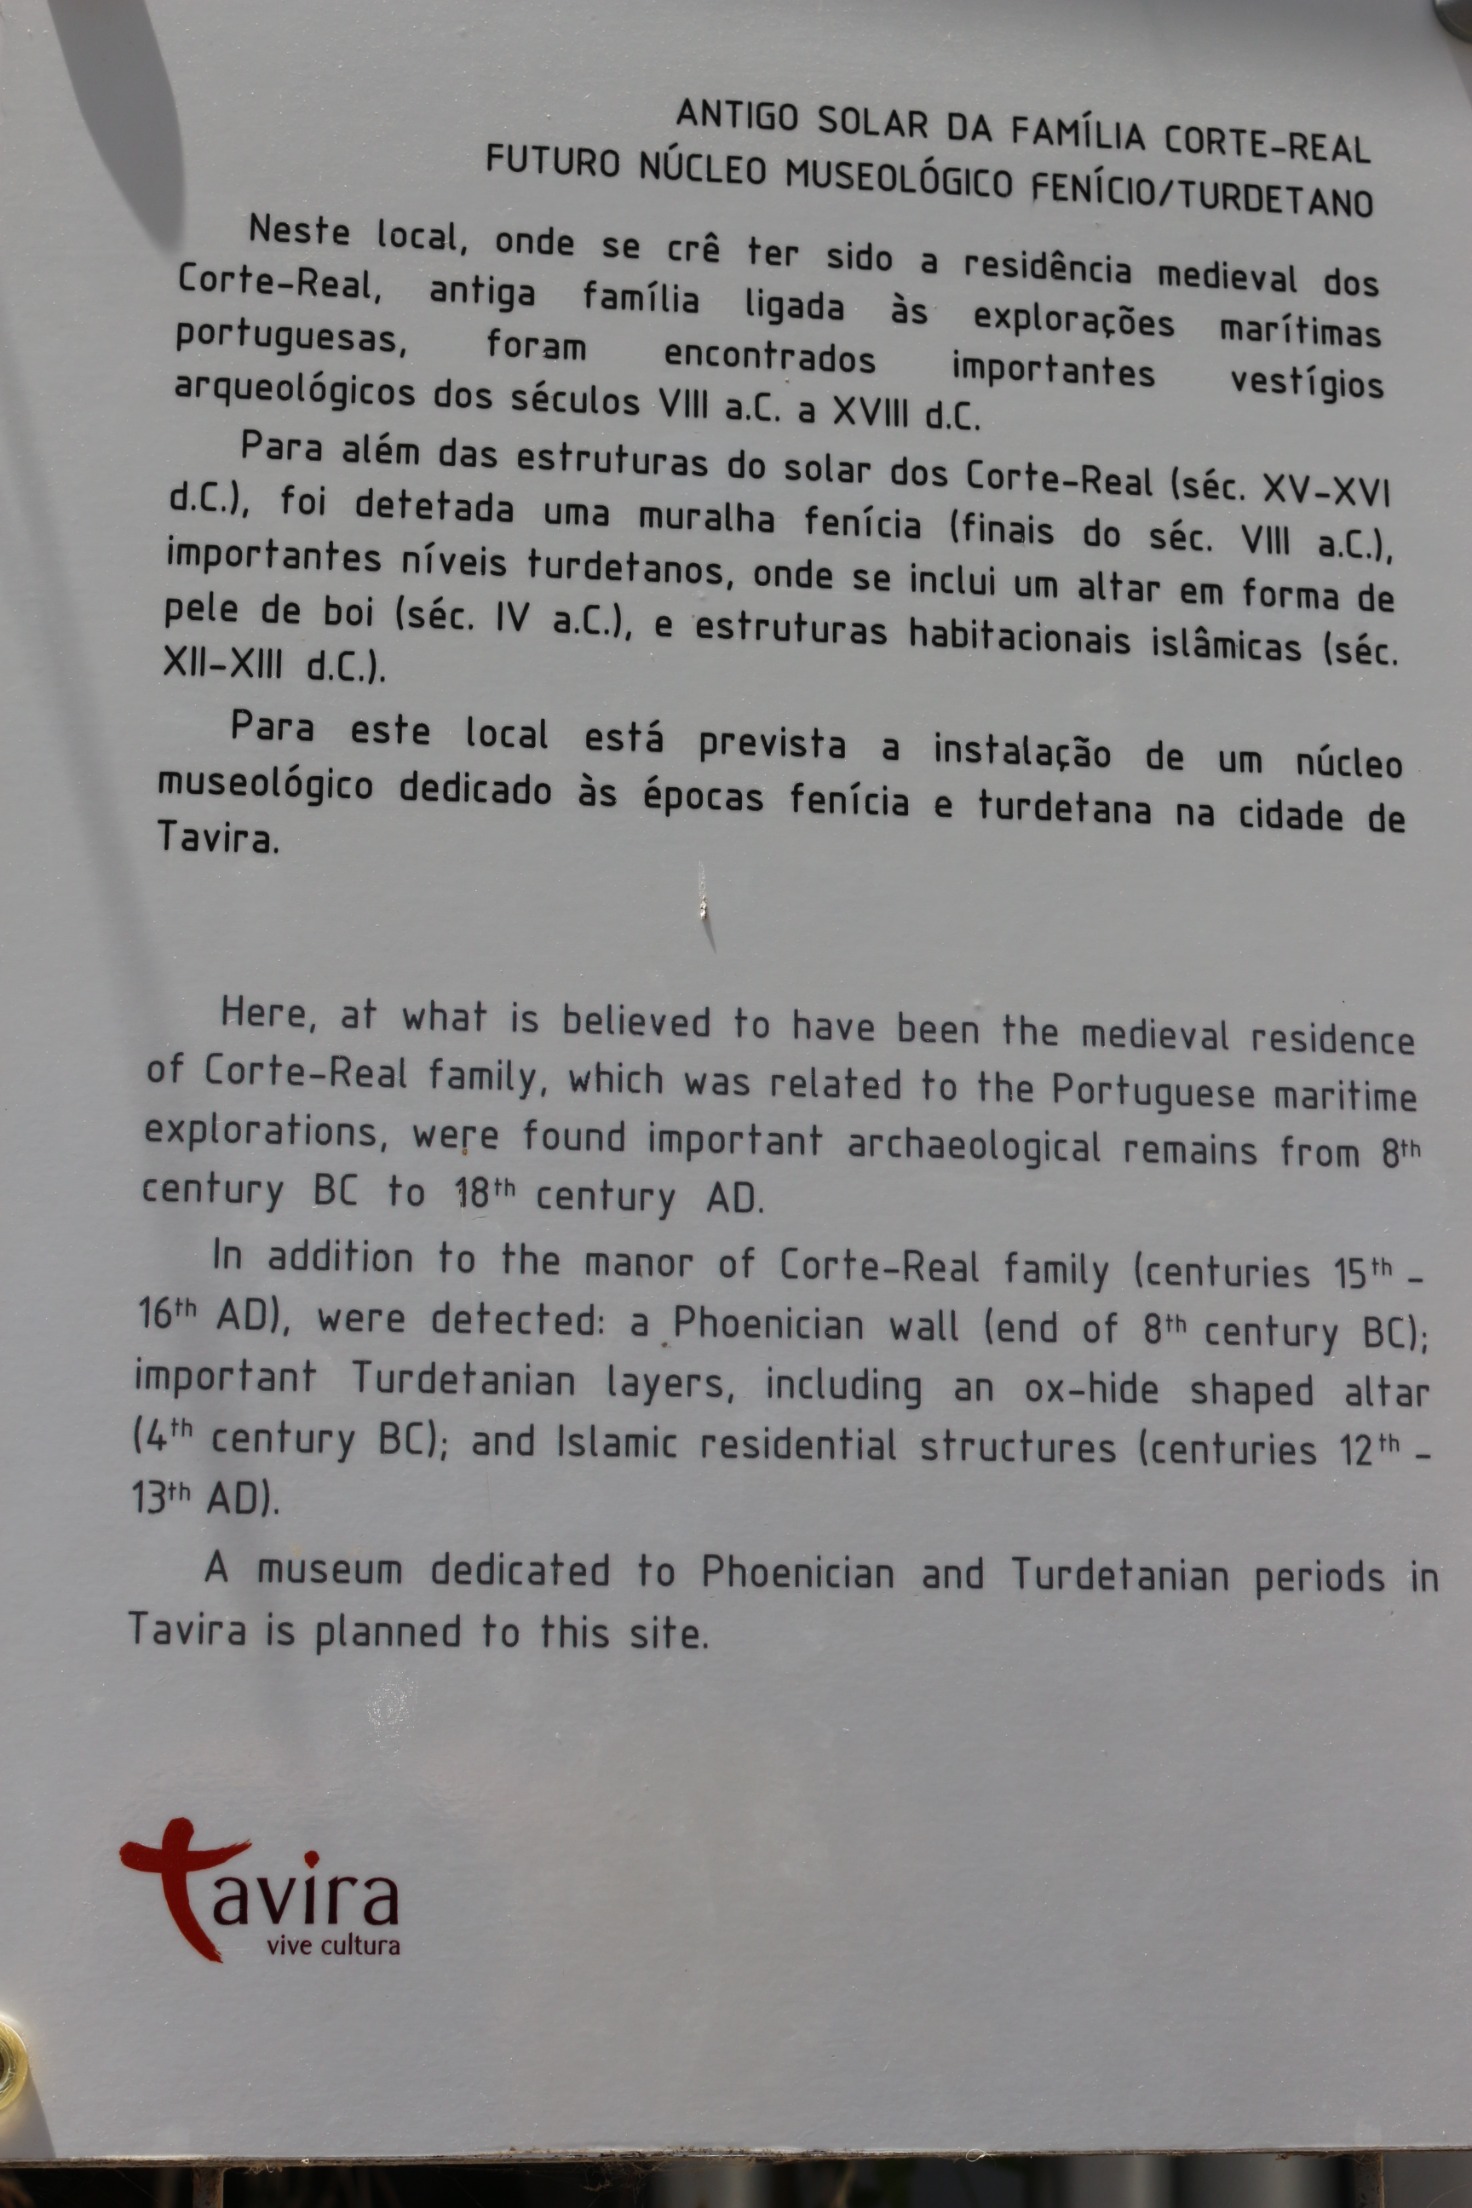 ANTIGO SOLAR DA FAMÍLIA CORTE-REAL
FUTURO NÚCLEO MUSEOLÓGICO FENÍCIO/TURDETANO
Neste local, onde se crê ter sido a residência medieval dos
Corte-Real, antiga família ligada às explorações marítimas
portuguesas, foram encontrados importantes vestígios
arqueológicos dos séculos VIII a.C. a XVIII d.C.
Para além das estruturas do solar dos Corte-Real (séc. XV-XVI
d.C.), foi detetada uma muralha fenícia (finais do séc. VIII a.C.),
importantes níveis turdetanos, onde se inclui um altar em forma de
pele de boi (séc. IV a.C.), e estruturas habitacionais islâmicas (séc.
XII-XIII d.C.).
Para este local está prevista a instalação de um núcleo
museológico dedicado às épocas fenícia e turdetana na cidade de
Tavira.
Here, at what is believed to have been the medieval residence
of Corte-Real family, which was related to the Portuguese maritime
explorations, were found important archaeological remains from 8th
century BC to 18th century AD.
In addition to the manor of Corte-Real family (centuries 15th -
16th AD), were detected: a Phoenician wall (end of 8th century BC);
important Turdetanian layers, including an ox-hide shaped altar
(4th century BC); and Islamic residential structures (centuries 12th -
13th AD).
A museum dedicated to Phoenician and Turdetanian periods in
Tavira is planned to this site.
Tavira
vive cultura